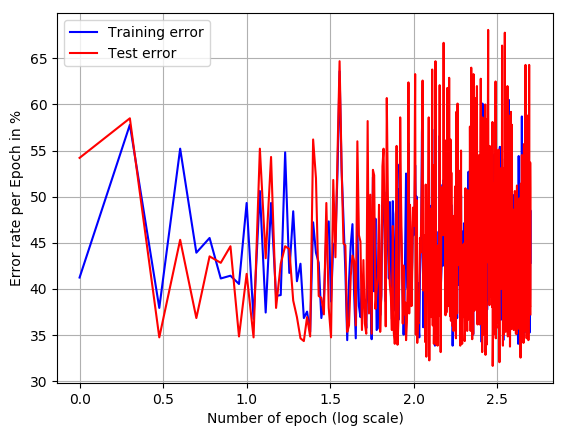 Training error
Test error
65
60
55
50
45
40
35
30
Error rate per Epoch in %
0.0 0.5 1.0 1.5 2.0 2.5
Number of epoch (log scale)